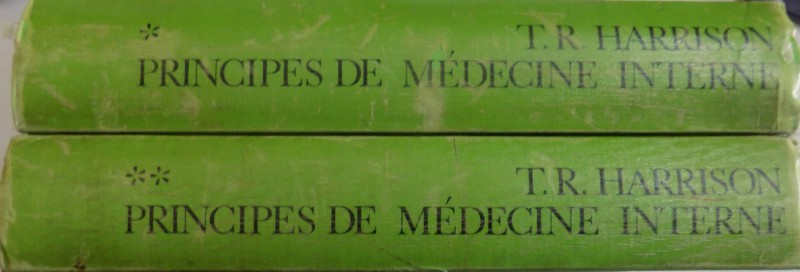 *
T.R. HARRISON
PRINCIPES DE MÉDECINE INTERNE
**
T.R. HARRISON
PRINCIPES DE MÉDECINE INTERNE